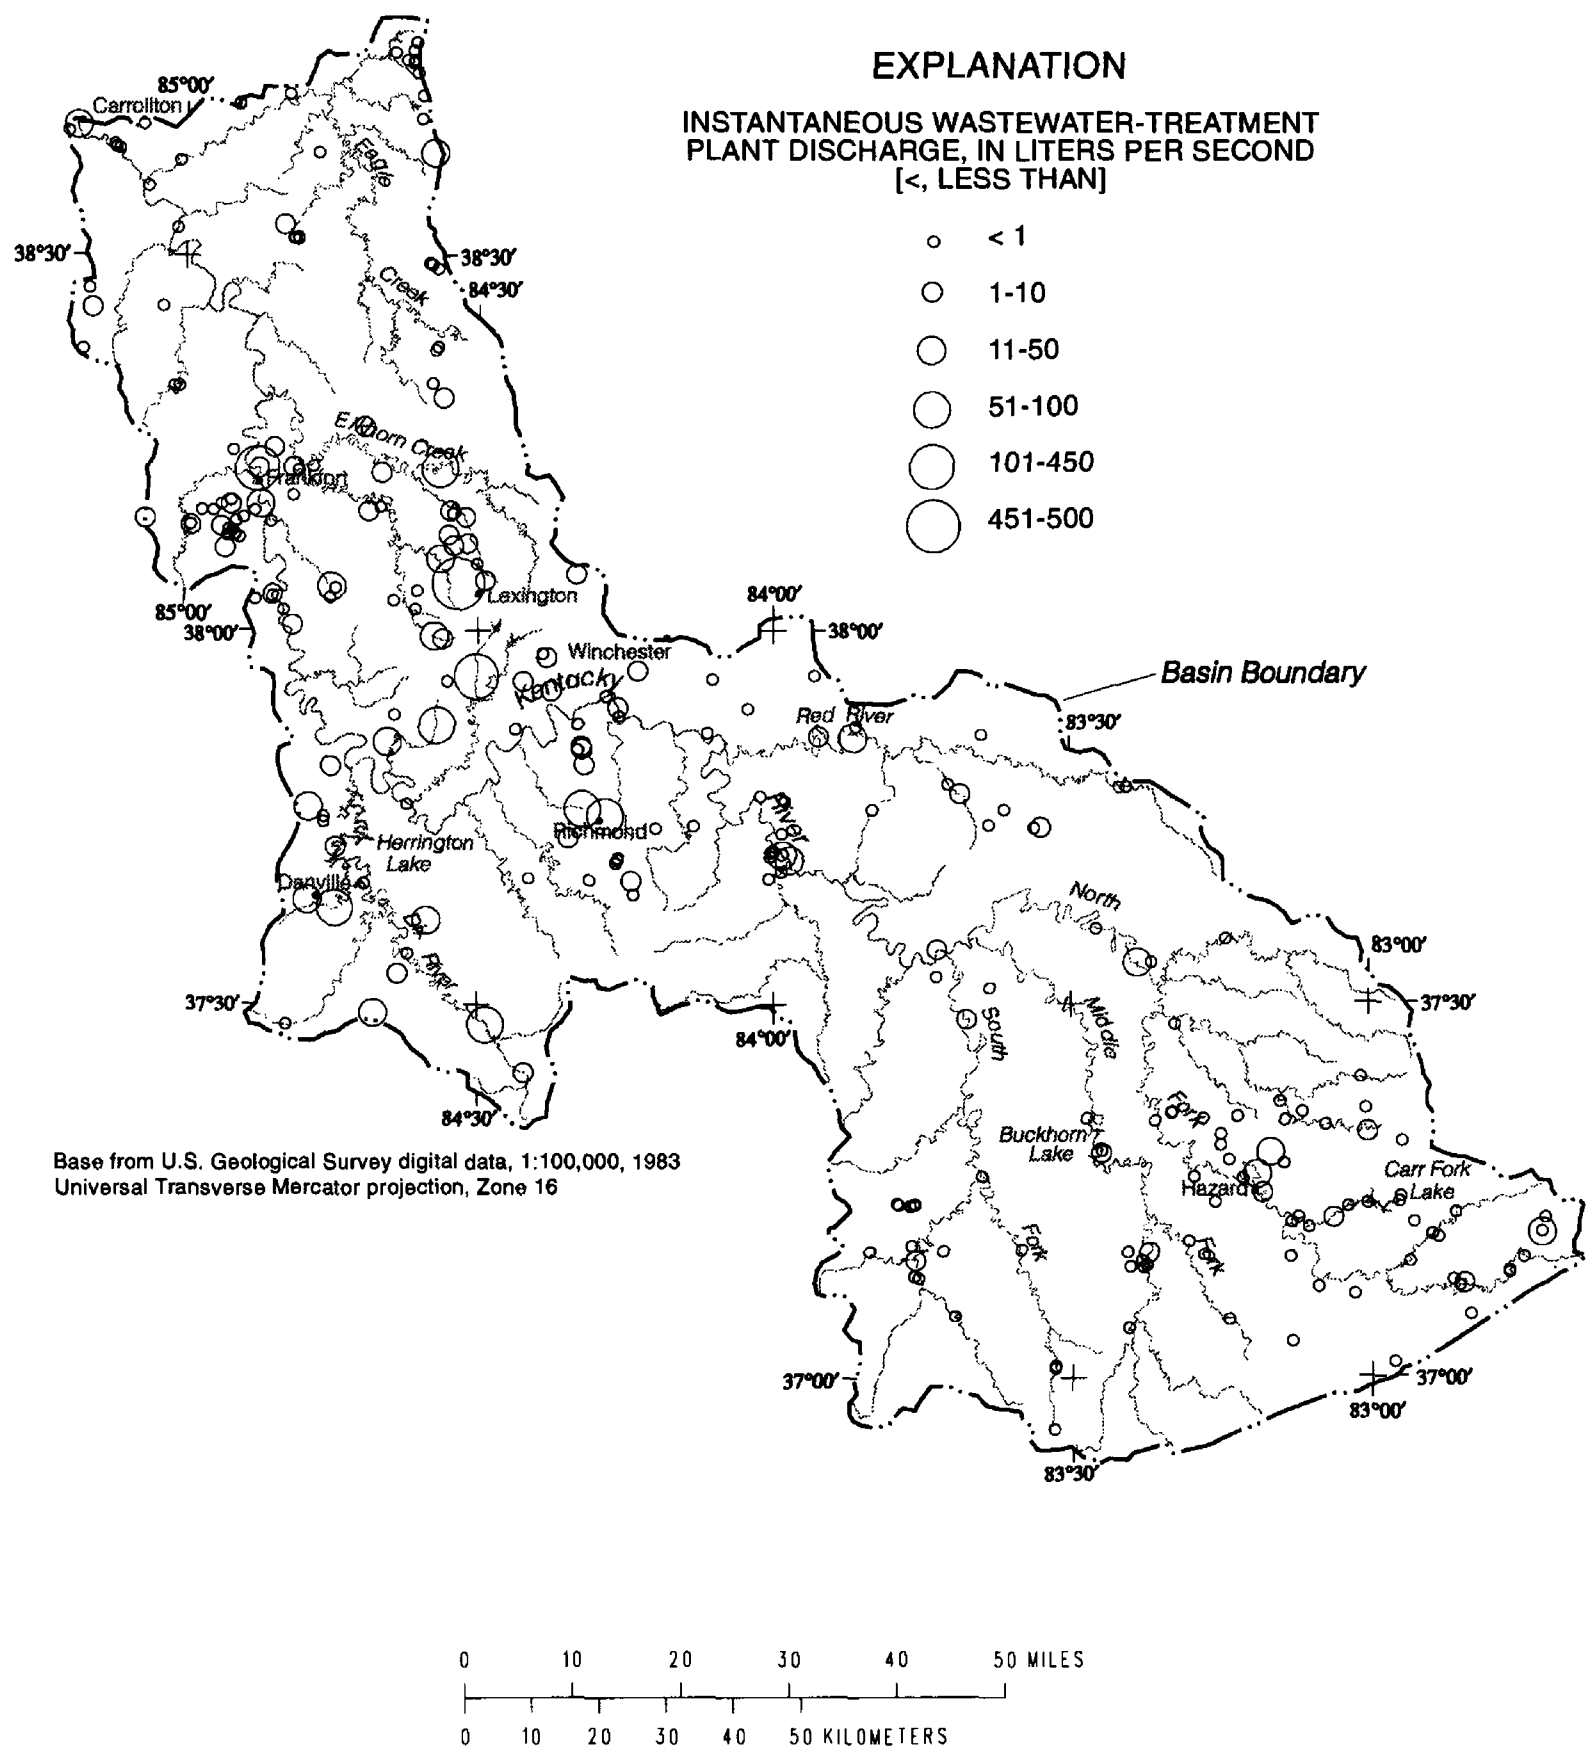 EXPLANATION
INSTANTANEOUS WASTEWATER-TREATMENT
PLANT DISCHARGE, IN LITERS PER SECOND
[<, LESS THAN]
< 1
1-10
11-50
51-100
101-450
451-500
85°00′
Carrollton
Eagle
38°30′
38°30′
Creek
84°30′
Elkhorn Creek
Frankfort
Lexington
85°00′
38°00′
84°00′
38°00′
Winchester
Kentucky
Basin Boundary
Red River
83°30′
River
Richmond
Herrington
Lake
Danville
Dix
River
North
83°00′
37°30′
37°30′
South
Middle
84°00′
84°30′
Fork
Buckhorn
Lake
Carr Fork
Lake
Hazard
Fork
Fork
Base from U.S. Geological Survey digital data, 1:100,000, 1983
Universal Transverse Mercator projection, Zone 16
37°00′
37°00′
83°00′
83°30′
0 10 20 30 40 50 MILES
0 10 20 30 40 50 KILOMETERS